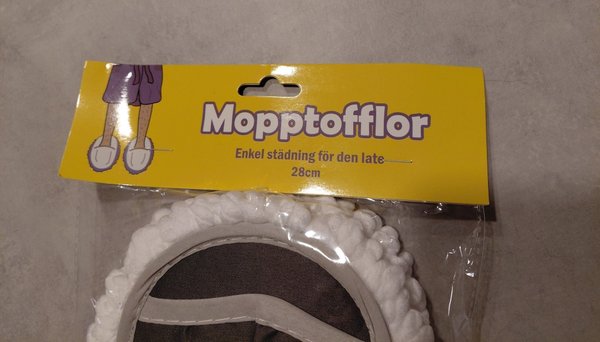 Mopptofflor
Enkel städning för den late
28cm